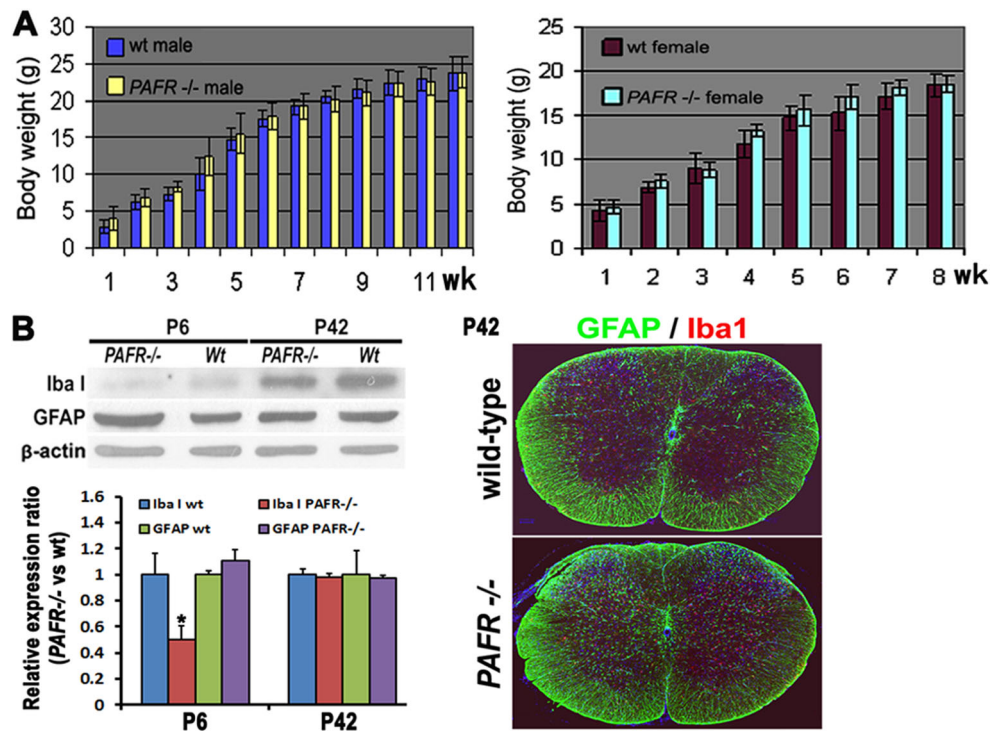 A
Body weight (g)
30
25
20
15
10
5
0
wt male
PAFR -/- male
1 3 5 7 9 11 wk
Body weight (g)
25
20
15
10
5
0
wt female
PAFR -/- female
1 2 3 4 5 6 7 8 wk
B
P6 P42
PAFR-/- Wt PAFR-/- Wt
Iba I
GFAP
β-actin
Relative expression ratio
(PAFR-/- vs wt)
1.6
1.4
1.2
1
0.8
0.6
0.4
0.2
0
Iba I wt Iba I PAFR-/-
GFAP wt GFAP PAFR-/-
*
P6 P42
P42 GFAP / Iba1
wild-type
PAFR -/-